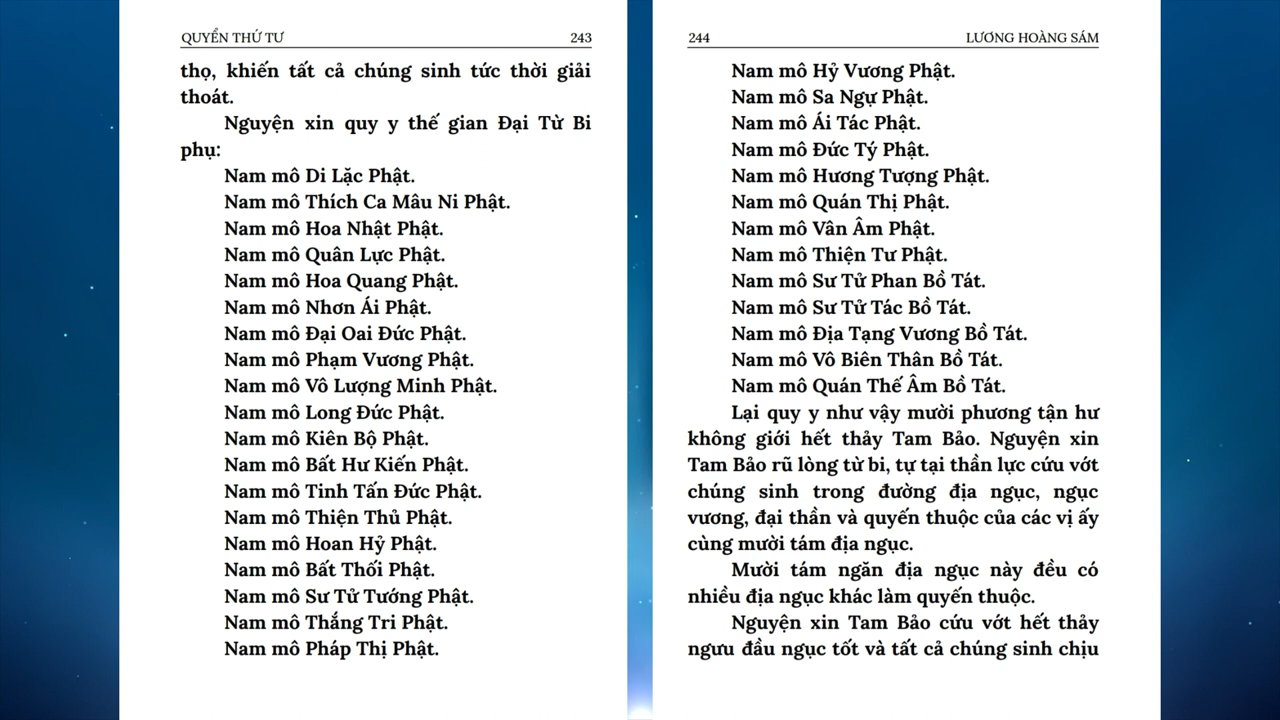 QUYỂN THỨ TƯ 243
thọ, khiến tất cả chúng sinh tức thời giải
thoát.
Nguyện xin quy y thế gian Đại Từ Bi
phụ:
Nam mô Di Lặc Phật.
Nam mô Thích Ca Mâu Ni Phật.
Nam mô Hoa Nhật Phật.
Nam mô Quân Lực Phật.
Nam mô Hoa Quang Phật.
Nam mô Nhơn Ái Phật.
Nam mô Đại Oai Đức Phật.
Nam mô Phạm Vương Phật.
Nam mô Vô Lượng Minh Phật.
Nam mô Long Đức Phật.
Nam mô Kiên Bộ Phật.
Nam mô Bất Hư Kiến Phật.
Nam mô Tinh Tấn Đức Phật.
Nam mô Thiện Thủ Phật.
Nam mô Hoan Hỷ Phật.
Nam mô Bất Thối Phật.
Nam mô Sư Tử Tướng Phật.
Nam mô Thắng Tri Phật.
Nam mô Pháp Thị Phật.
244 LƯƠNG HOÀNG SÁM
Nam mô Hỷ Vương Phật.
Nam mô Sa Ngự Phật.
Nam mô Ái Tác Phật.
Nam mô Đức Tý Phật.
Nam mô Hương Tượng Phật.
Nam mô Quán Thị Phật.
Nam mô Vân Âm Phật.
Nam mô Thiện Tư Phật.
Nam mô Sư Tử Phan Bồ Tát.
Nam mô Sư Tử Tác Bồ Tát.
Nam mô Địa Tạng Vương Bồ Tát.
Nam mô Vô Biên Thân Bồ Tát.
Nam mô Quán Thế Âm Bồ Tát.
Lại quy y như vậy mười phương tận hư
không giới hết thảy Tam Bảo. Nguyện xin
Tam Bảo rũ lòng từ bi, tự tại thần lực cứu vớt
chúng sinh trong đường địa ngục, ngục
vương, đại thần và quyến thuộc của các vị ấy
cùng mười tám địa ngục.
Mười tám ngăn địa ngục này đều có
nhiều địa ngục khác làm quyến thuộc.
Nguyện xin Tam Bảo cứu vớt hết thảy
ngưu đầu ngục tốt và tất cả chúng sinh chịu